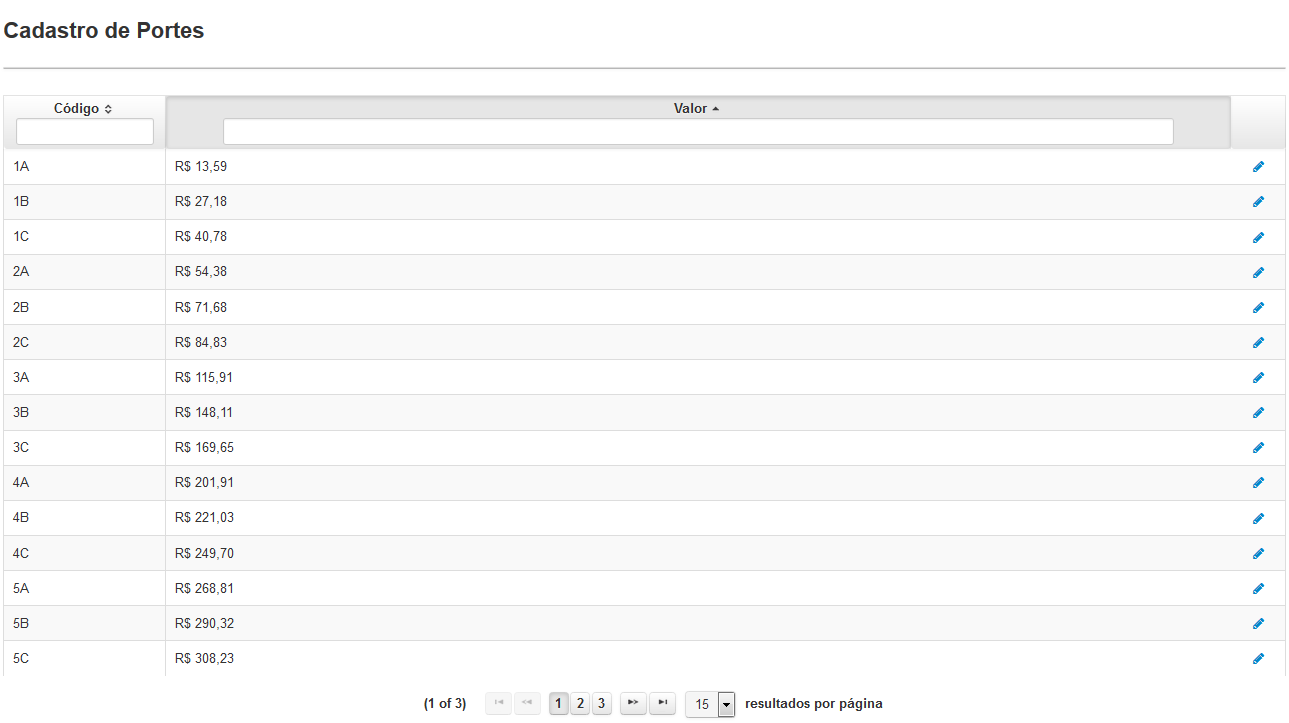 Cadastro de Portes
Código Valor
1A R$ 13,59
1B R$ 27,18
1C R$ 40,78
2A R$ 54,38
2B R$ 71,68
2C R$ 84,83
3A R$ 115,91
3B R$ 148,11
3C R$ 169,65
4A R$ 201,91
4B R$ 221,03
4C R$ 249,70
5A R$ 268,81
5B R$ 290,32
5C R$ 308,23
(1 of 3) 1 2 3 15 resultados por página